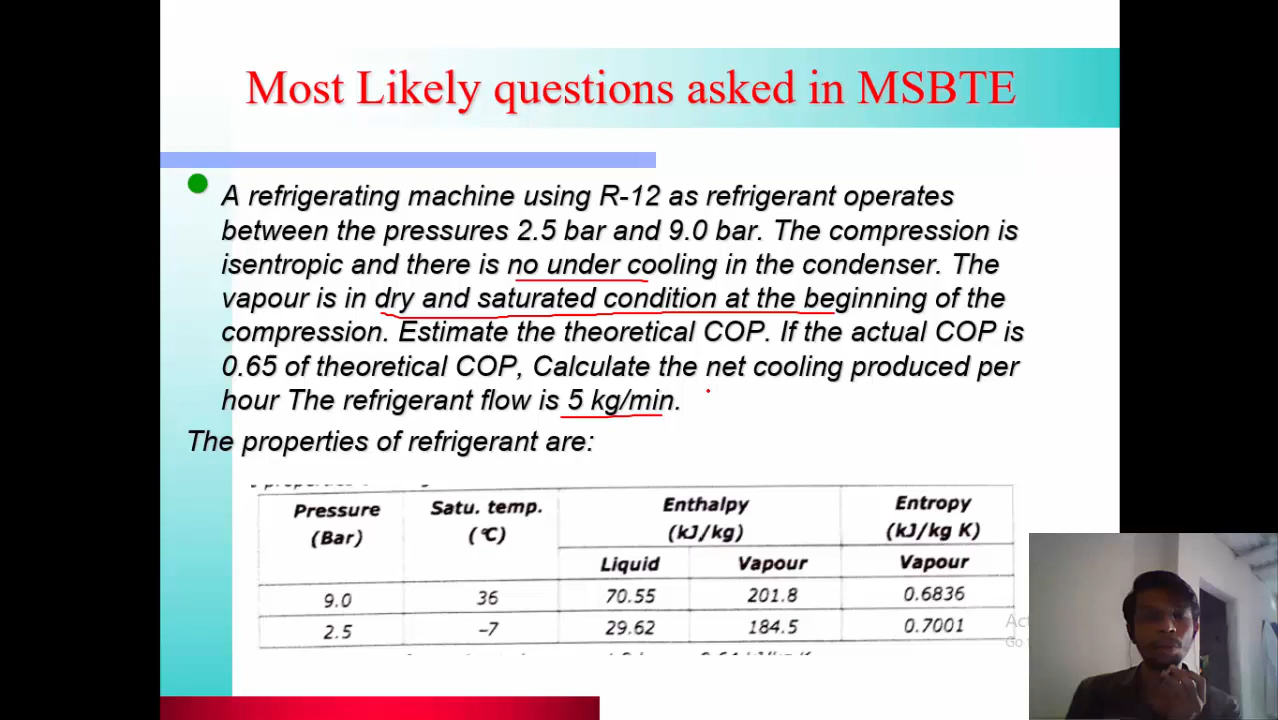 Most Likely questions asked in MSBTE
A refrigerating machine using R-12 as refrigerant operates
between the pressures 2.5 bar and 9.0 bar. The compression is
isentropic and there is no under cooling in the condenser. The
vapour is in dry and saturated condition at the beginning of the
compression. Estimate the theoretical COP. If the actual COP is
0.65 of theoretical COP, Calculate the net cooling produced per
hour The refrigerant flow is 5 kg/min.
The properties of refrigerant are:
Pressure Satu. temp. Enthalpy Entropy
(Bar) (℃) (kJ/kg) (kJ/kg K)
Liquid Vapour Vapour
9.0 36 70.55 201.8 0.6836
2.5 –7 29.62 184.5 0.7001